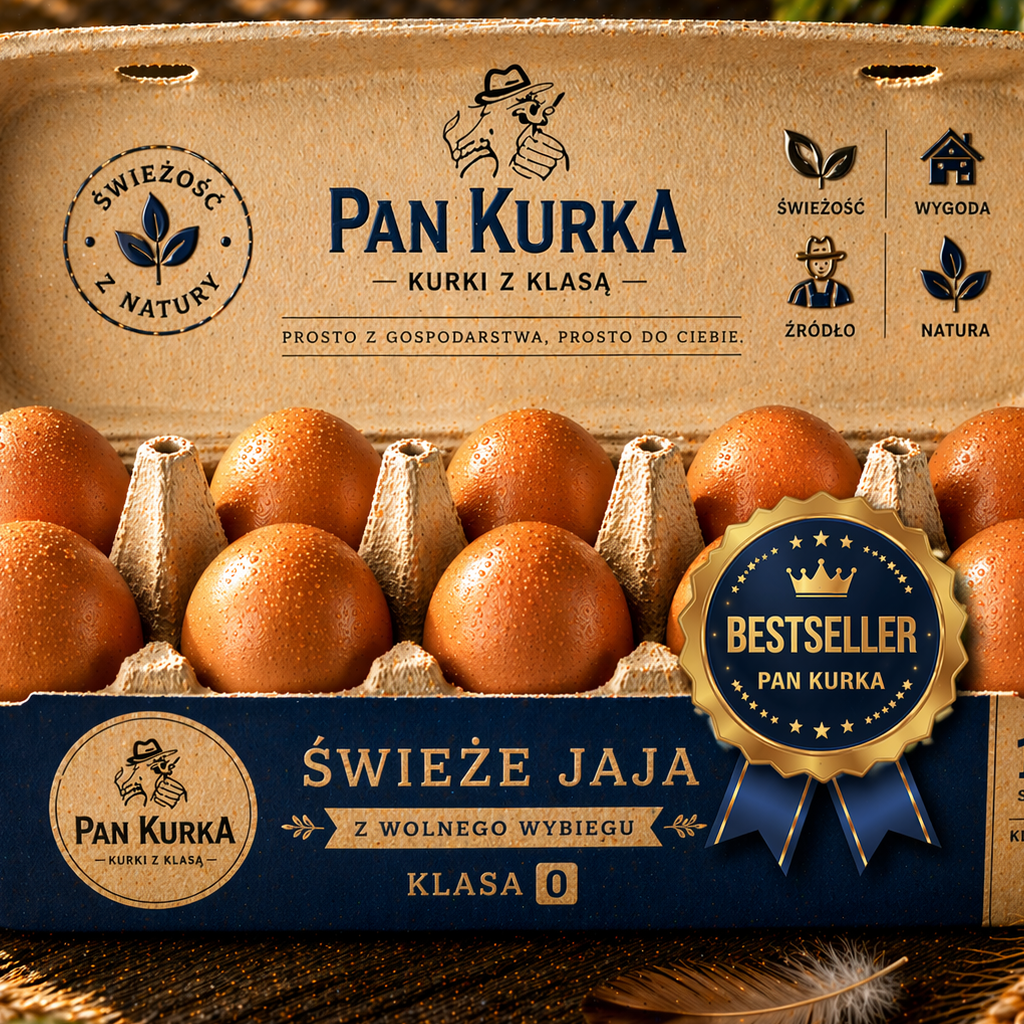 ŚWIEŻOŚĆ
Z NATURY
PAN KURKA
— KURKI Z KLASĄ —
PROSTO Z GOSPODARSTWA, PROSTO DO CIEBIE.
ŚWIEŻOŚĆ
WYGODA
ŹRÓDŁO
NATURA
BESTSELLER
PAN KURKA
PAN KURKA
— KURKI Z KLASĄ —
ŚWIEŻE JAJA
Z WOLNEGO WYBIEGU
KLASA 0